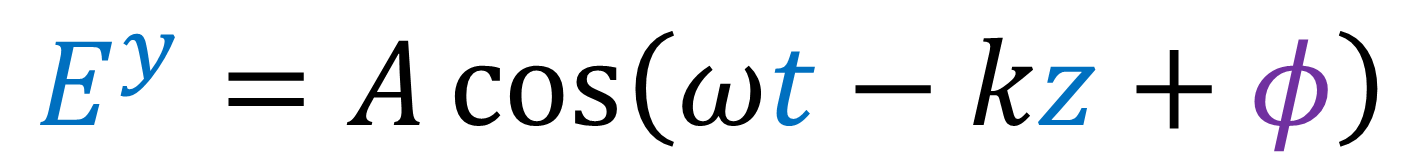 E^y = A cos(ωt − kz + ϕ)